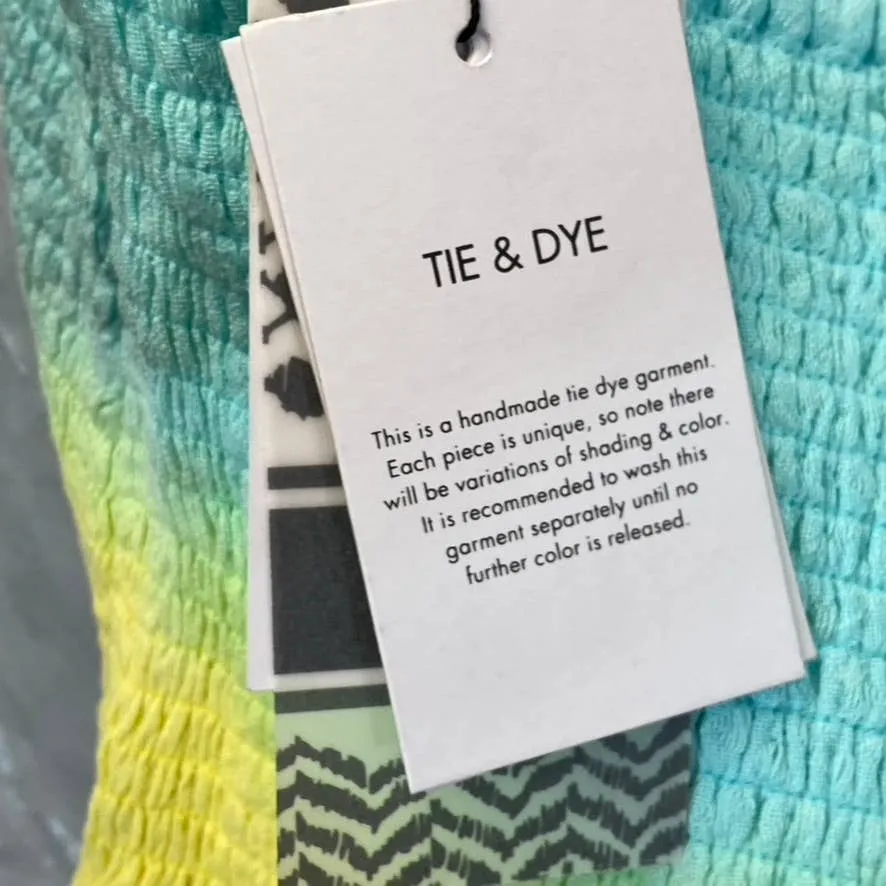 TIE & DYE
This is a handmade tie dye garment.
Each piece is unique, so note there
will be variations of shading & color.
It is recommended to wash this
garment separately until no
further color is released.